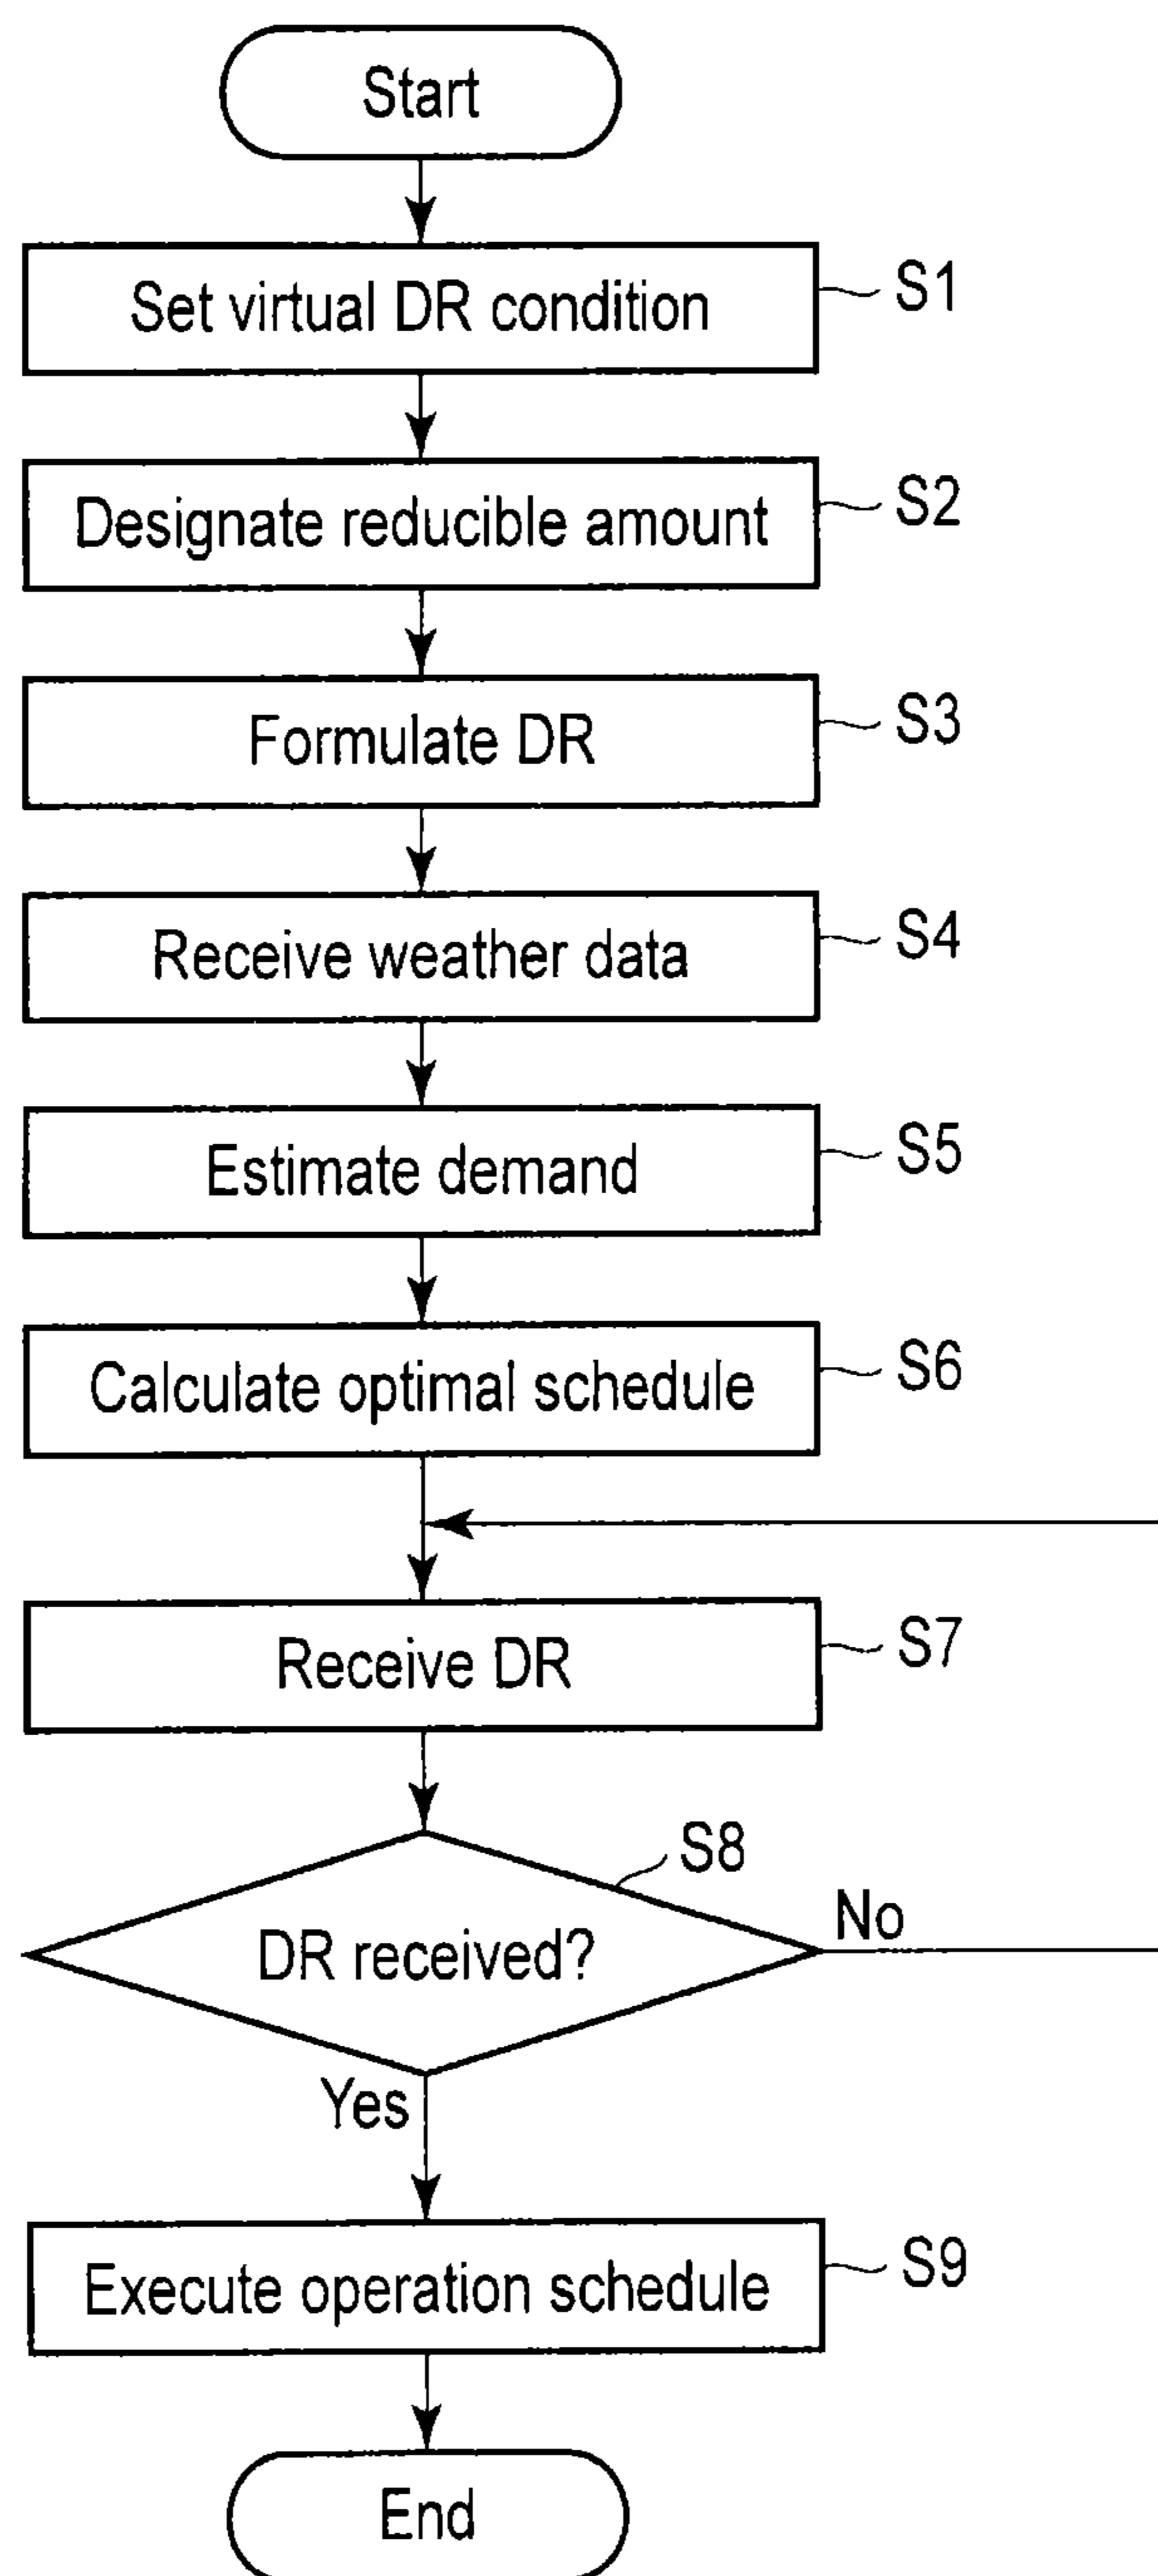 Start
Set virtual DR condition
S1
Designate reducible amount
S2
Formulate DR
S3
Receive weather data
S4
Estimate demand
S5
Calculate optimal schedule
S6
Receive DR
S7
S8
DR received?
No
Yes
Execute operation schedule
S9
End